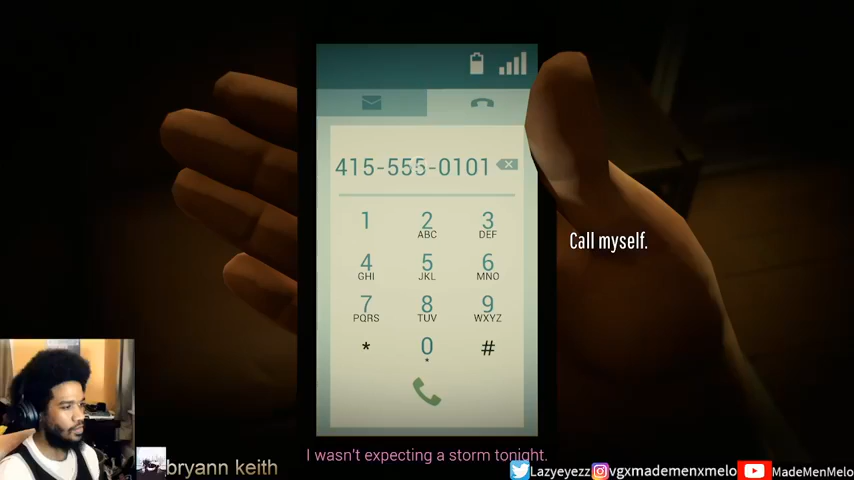 415-555-0101
1
2
ABC
3
DEF
4
GHI
5
JKL
6
MNO
7
PQRS
8
TUV
9
WXYZ
*
0
#
Call myself.
I wasn't expecting a storm tonight.
bryann keith
Lazyeyezz vgxmademenxmelo MadeMenMelo